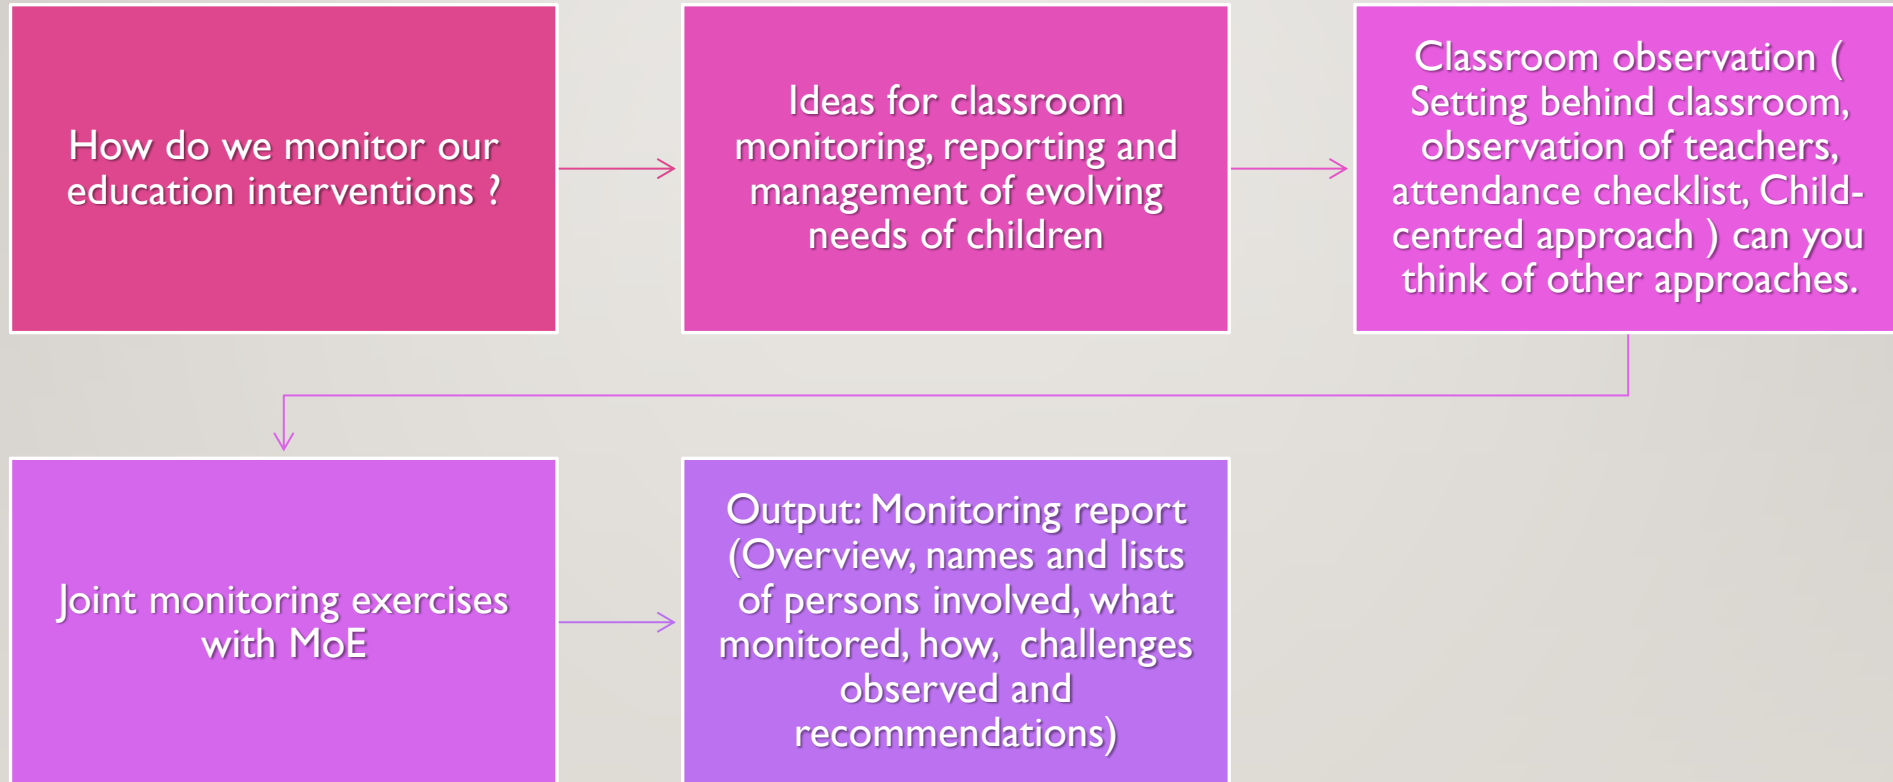 How do we monitor our
education interventions ?
Ideas for classroom
monitoring, reporting and
management of evolving
needs of children
Classroom observation (
Setting behind classroom,
observation of teachers,
attendance checklist, Child-
centred approach ) can you
think of other approaches.
Joint monitoring exercises
with MoE
Output: Monitoring report
(Overview, names and lists
of persons involved, what
monitored, how,  challenges
observed and
recommendations)